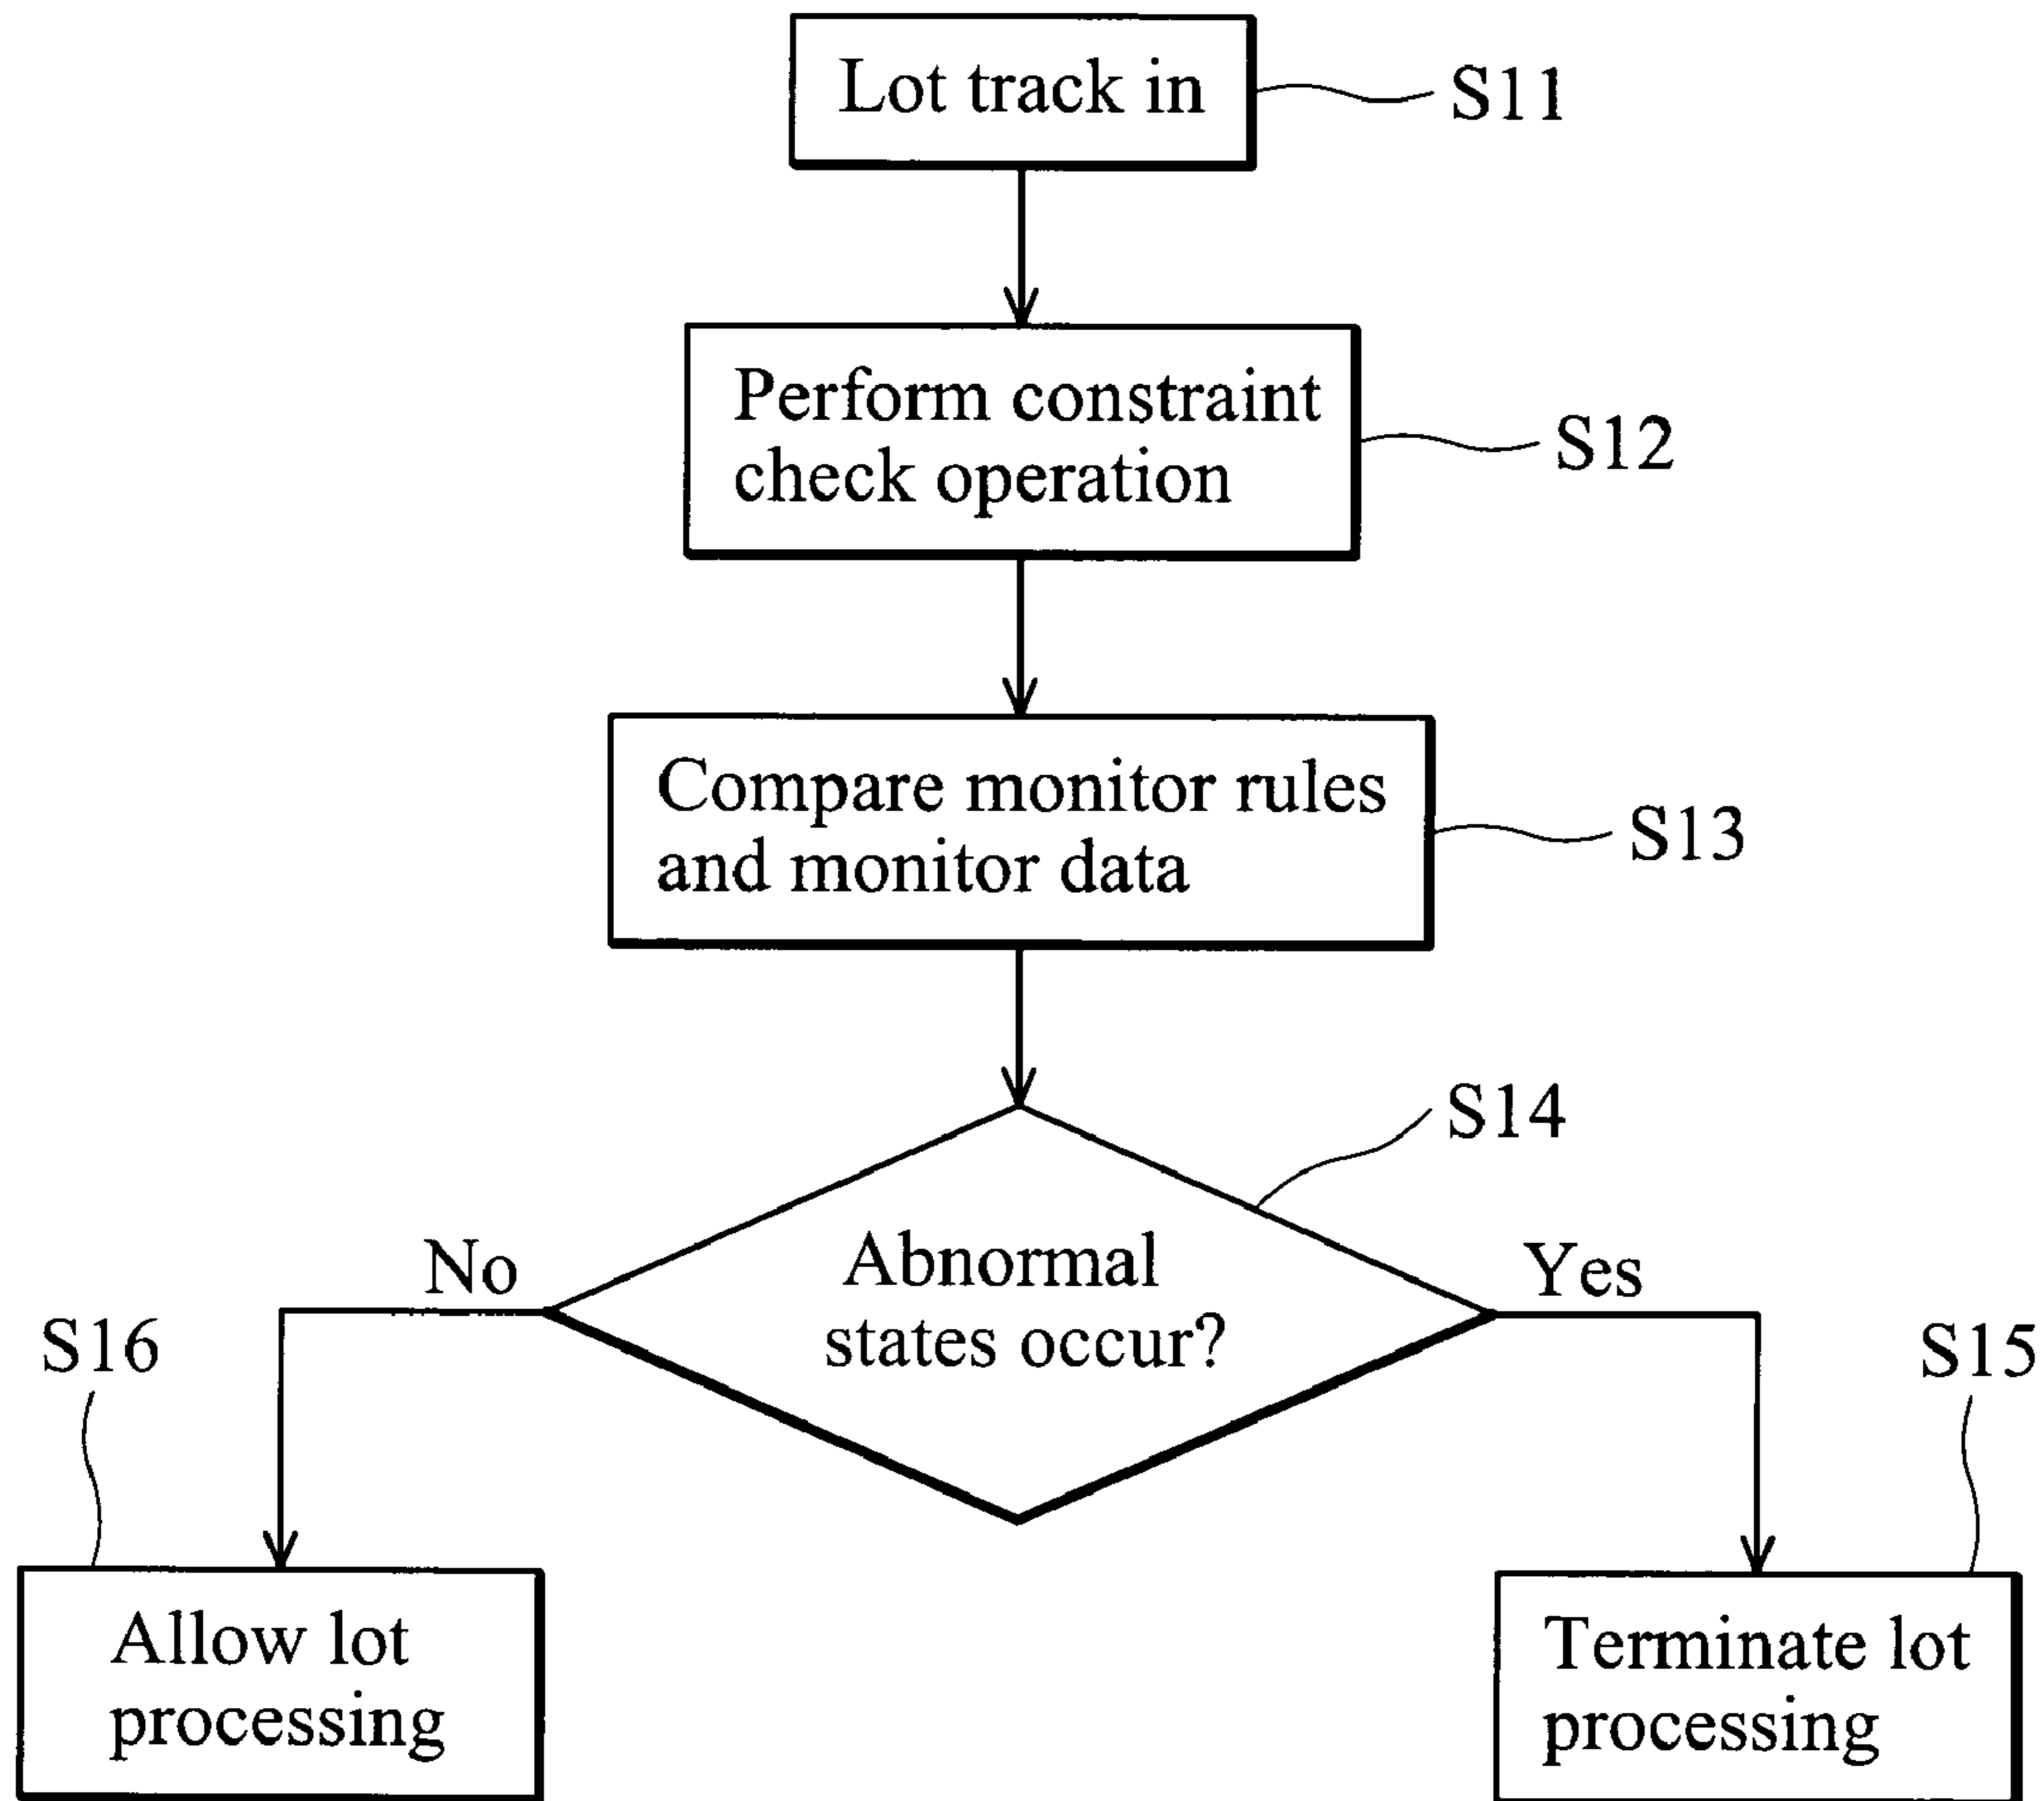 Lot track in
S11
Perform constraint
check operation
S12
Compare monitor rules
and monitor data
S13
S14
Abnormal
states occur?
No
Yes
S16
S15
Allow lot
processing
Terminate lot
processing